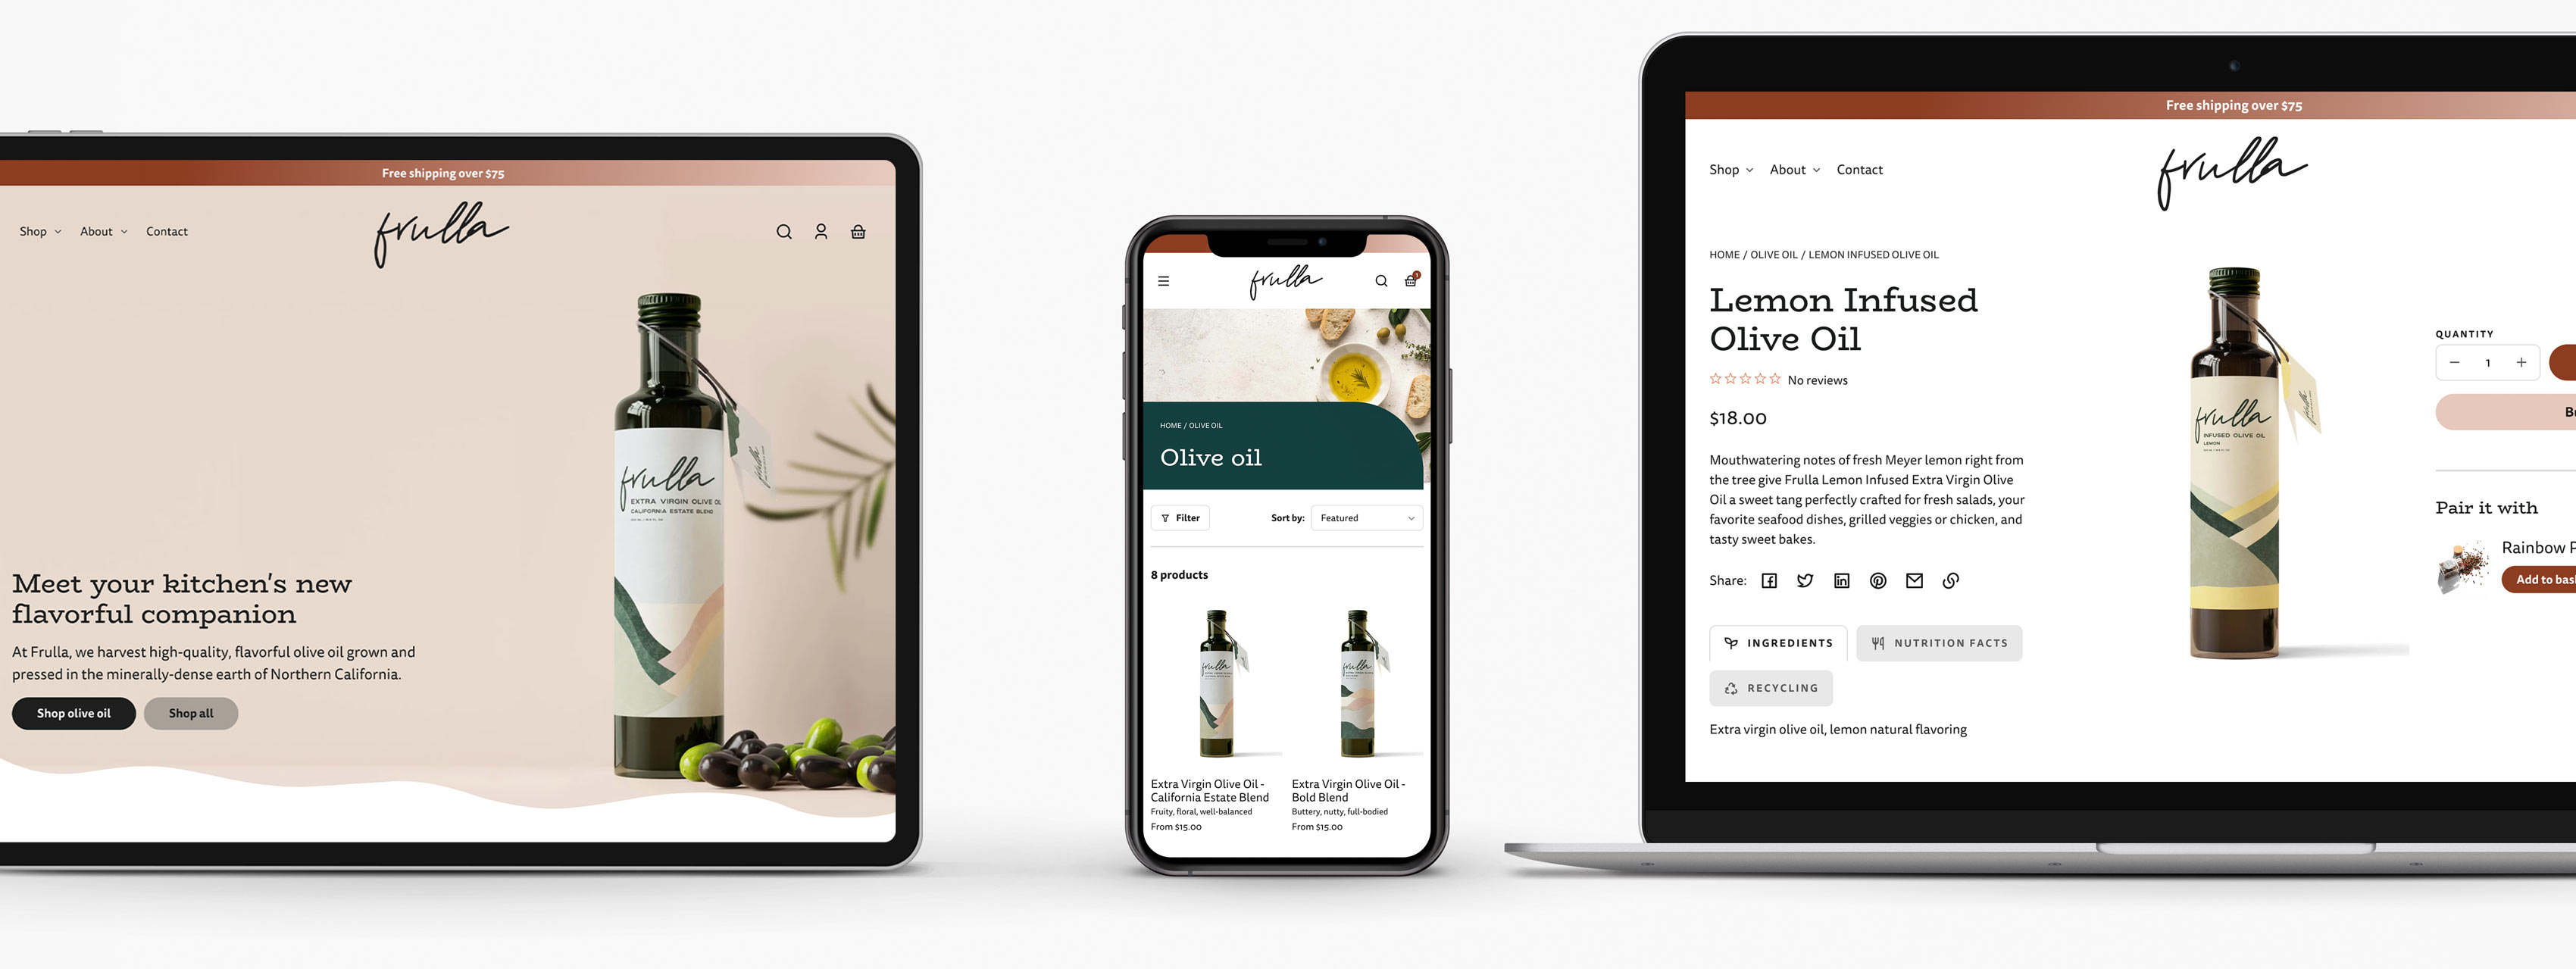 Free shipping over $75
Shop
About
Contact
frulla
frulla
EXTRA VIRGIN OLIVE OIL
CALIFORNIA ESTATE BLEND
Meet your kitchen's new
flavorful companion
At Frulla, we harvest high-quality, flavorful olive oil grown and
pressed in the minerally-dense earth of Northern California.
Shop olive oil
Shop all
frulla
1
HOME / OLIVE OIL
Olive oil
Filter
Sort by:
Featured
8 products
frulla
frulla
Extra Virgin Olive Oil -
California Estate Blend
Fruity, floral, well-balanced
From $15.00
Extra Virgin Olive Oil -
Bold Blend
Buttery, nutty, full-bodied
From $15.00
Free shipping over $75
Shop
About
Contact
frulla
HOME / OLIVE OIL / LEMON INFUSED OLIVE OIL
Lemon Infused
Olive Oil
No reviews
$18.00
Mouthwatering notes of fresh Meyer lemon right from
the tree give Frulla Lemon Infused Extra Virgin Olive
Oil a sweet tang perfectly crafted for fresh salads, your
favorite seafood dishes, grilled veggies or chicken, and
tasty sweet bakes.
Share:
INGREDIENTS
NUTRITION FACTS
RECYCLING
Extra virgin olive oil, lemon natural flavoring
frulla
INFUSED OLIVE OIL
LEMON
QUANTITY
1
Pair it with
Rainbow
Add to